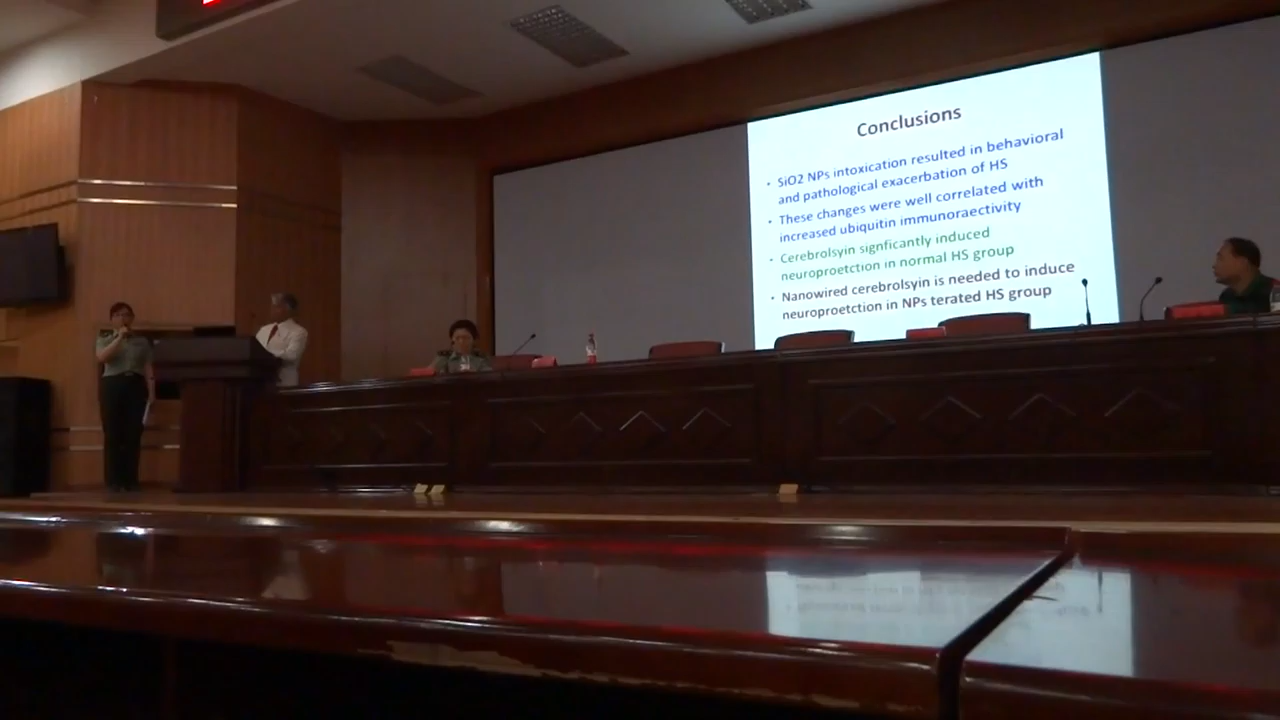 Conclusions
• SiO2 NPs intoxication resulted in behavioral
and pathological exacerbation of HS
• These changes were well correlated with
increased ubiquitin immunoraectivity
• Cerebrolsyin signficantly induced
neuroproetction in normal HS group
• Nanowired cerebrolsyin is needed to induce
neuroproetction in NPs terated HS group